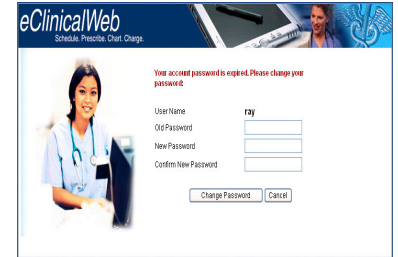 eClinicalWeb
Schedule. Prescribe. Chart. Charge.
Your account password is expired. Please change your
password:
User Name ray
Old Password
New Password
Confirm New Password
Change Password Cancel